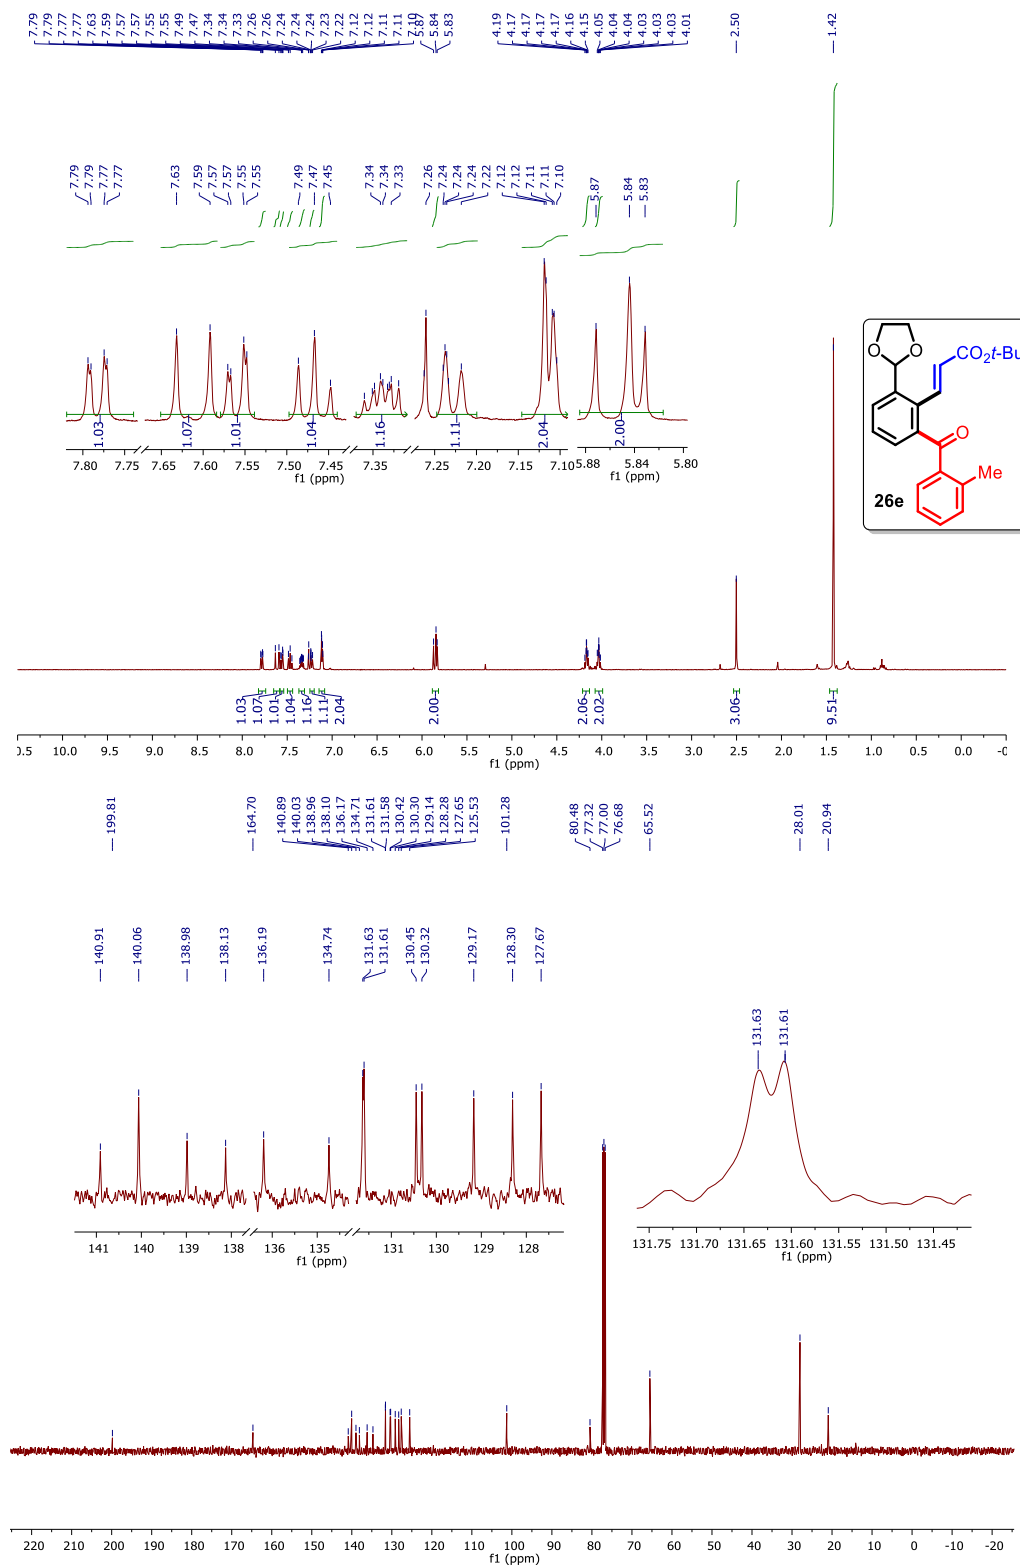 7.79 7.79 7.77 7.77 7.63 7.59 7.57 7.57 7.55 7.55 7.49 7.47 7.34 7.34 7.33 7.26 7.26 7.24 7.24 7.24 7.23 7.22 7.12 7.12 7.11 7.11 7.10 5.87 5.84 5.83 4.19 4.17 4.17 4.17 4.17 4.16 4.15 4.05 4.04 4.04 4.03 4.03 4.03 4.01 2.50 1.42
7.79 7.79 7.77 7.77 7.63 7.59 7.57 7.57 7.55 7.55 7.49 7.47 7.45 7.34 7.34 7.33 7.26 7.24 7.24 7.24 7.22 7.12 7.12 7.11 7.11 7.10 5.87 5.84 5.83
O O CO2t-Bu
O
Me
26e
1.03 1.07 1.01 1.04 1.16 1.11 2.04 2.00
7.80 7.75 7.65 7.60 7.55 7.50 7.45 7.35 7.25 7.20 7.15 7.10 5.88 5.84 5.80
f1 (ppm)
1.03 1.07 1.01 1.04 1.16 1.11 2.04 2.00 2.06 2.02 3.06 9.51
0.5 10.0 9.5 9.0 8.5 8.0 7.5 7.0 6.5 6.0 5.5 5.0 4.5 4.0 3.5 3.0 2.5 2.0 1.5 1.0 0.5 0.0 -0
f1 (ppm)
199.81 164.70 140.89 140.03 138.96 138.10 136.17 134.71 131.61 131.58 130.42 130.30 129.14 128.28 127.65 125.53 101.28 80.48 77.32 77.00 76.68 65.52 28.01 20.94
140.91 140.06 138.98 138.13 136.19 134.74 131.63 131.61 130.45 130.32 129.17 128.30 127.67
131.63 131.61
141 140 139 138 136 135 131 130 129 128
f1 (ppm)
131.75 131.70 131.65 131.60 131.55 131.50 131.45
f1 (ppm)
220 210 200 190 180 170 160 150 140 130 120 110 100 90 80 70 60 50 40 30 20 10 0 -10 -20
f1 (ppm)